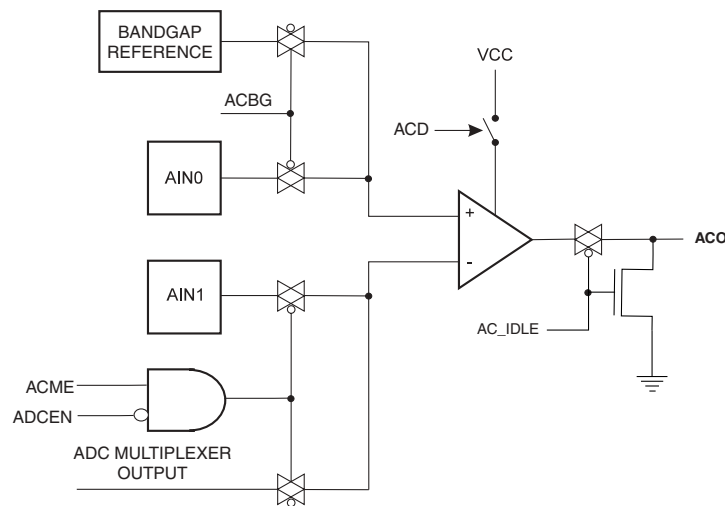 BANDGAP
REFERENCE
VCC
ACBG
ACD
AIN0
+
-
ACO
AIN1
AC_IDLE
ACME
ADCEN
ADC MULTIPLEXER
OUTPUT